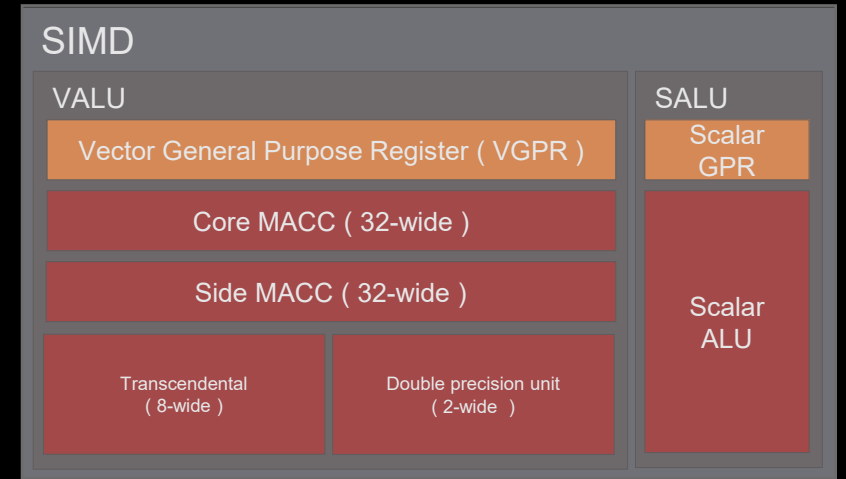 SIMD
VALU
Vector General Purpose Register ( VGPR )
Core MACC ( 32-wide )
Side MACC ( 32-wide )
Transcendental
( 8-wide )
Double precision unit
( 2-wide )
SALU
Scalar
GPR
Scalar
ALU